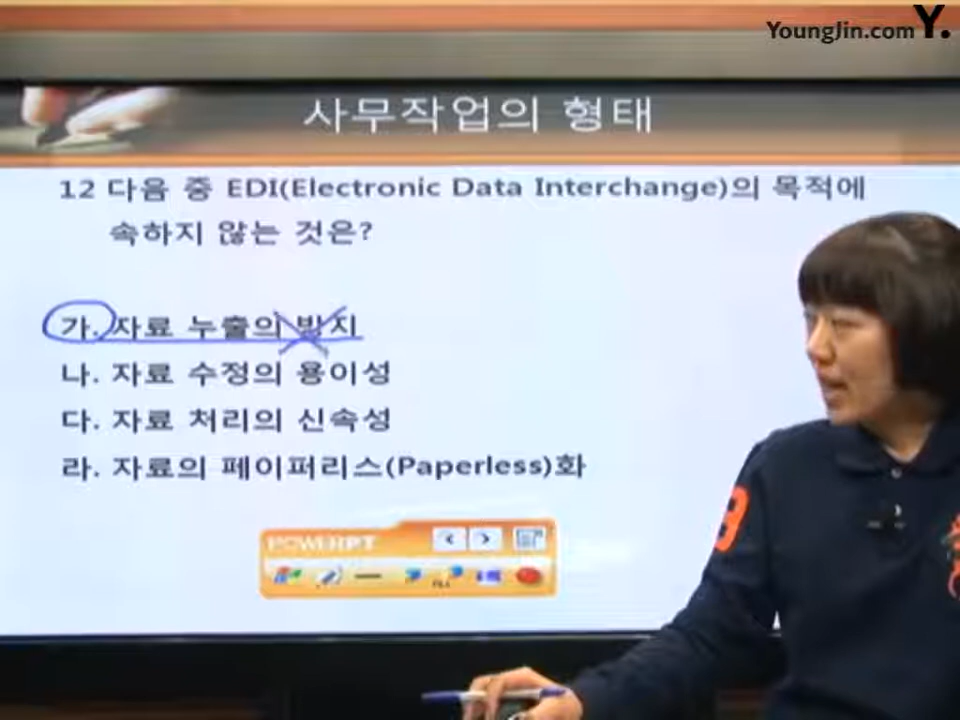 YoungJin.com Y.
사무작업의 형태
12 다음 중 EDI(Electronic Data Interchange)의 목적에
속하지 않는 것은?
가. 자료 누출의 방지
나. 자료 수정의 용이성
다. 자료 처리의 신속성
라. 자료의 페이퍼리스(Paperless)화
POWERPT